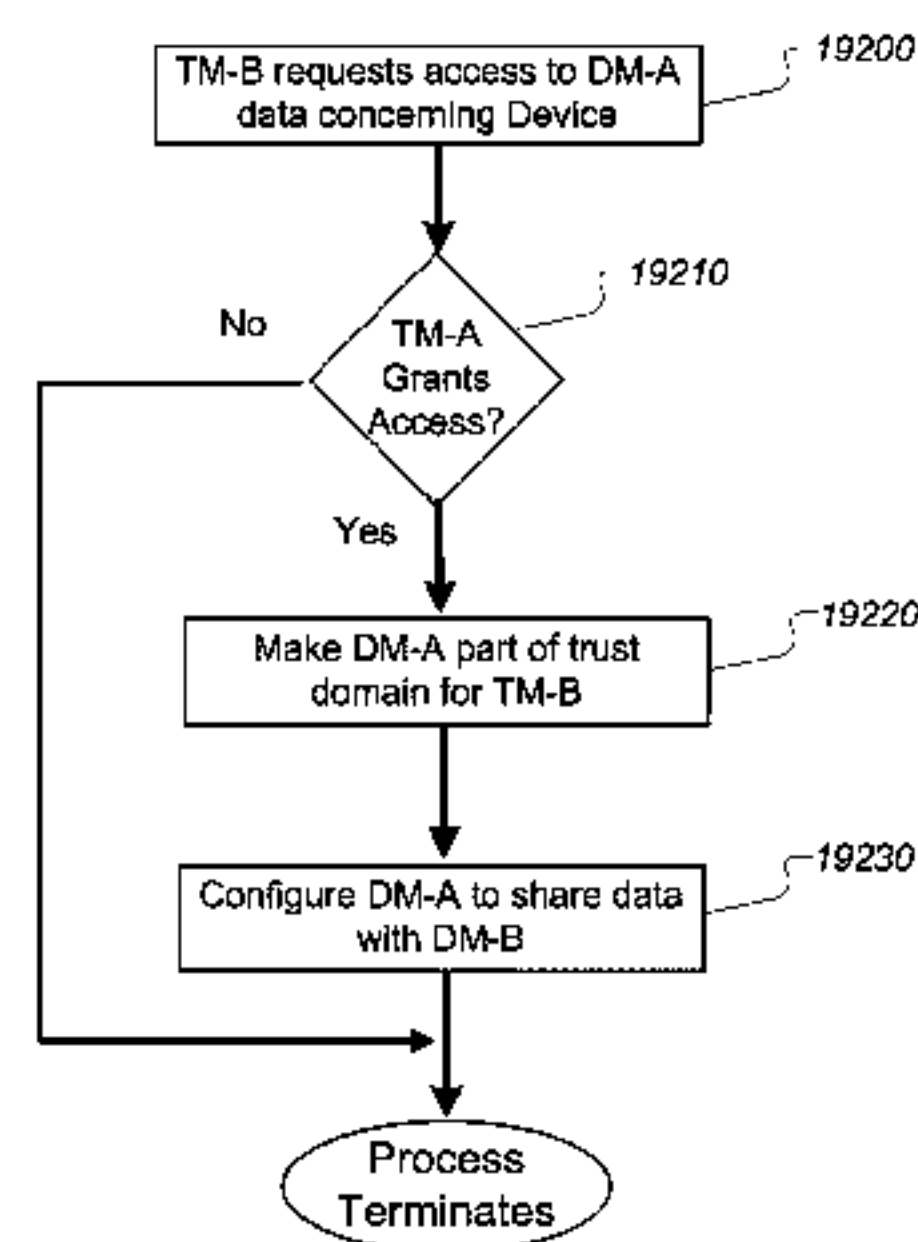 TM-B requests access to DM-A
data concerning Device
19200
19210
No
TM-A
Grants
Access?
Yes
Make DM-A part of trust
domain for TM-B
19220
Configure DM-A to share data
with DM-B
19230
Process
Terminates